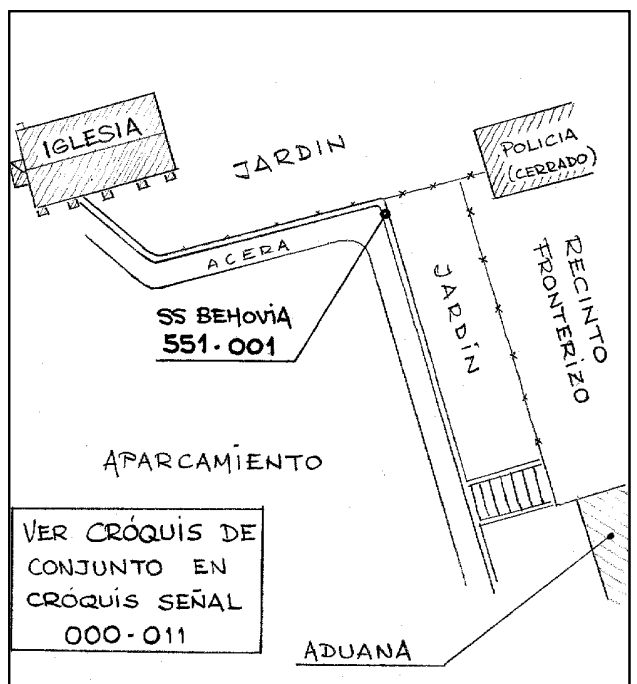 IGLESIA
JARDIN
POLICIA
(CERRADO)
ACERA
RECINTO
FRONTERIZO
JARDÍN
SS BEHOVIA
551-001
APARCAMIENTO
VER CRÓQUIS DE
CONJUNTO EN
CRÓQUIS SEÑAL
000-011
ADUANA